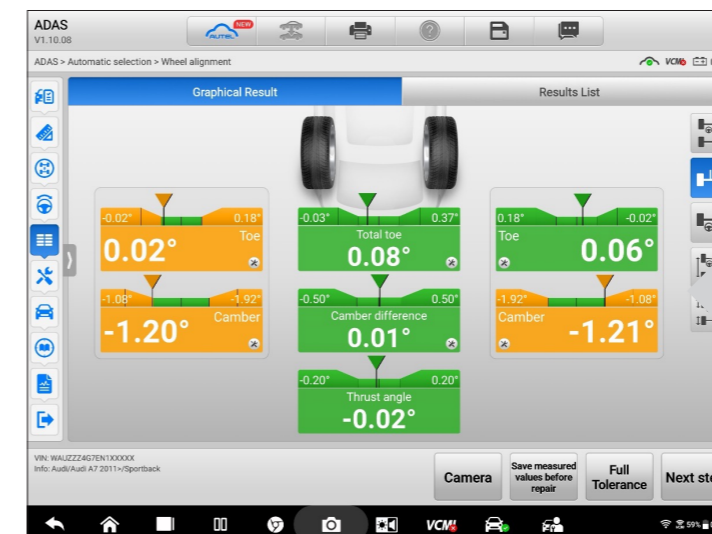 ADAS
V1.10.08
AUTEL
NEW
?
ADAS > Automatic selection > Wheel alignment
VCMI
Graphical Result
Results List
-0.02°
0.18°
Toe
0.02°
-0.03°
0.37°
Total toe
0.08°
0.18°
-0.02°
Toe
0.06°
-1.08°
-1.92°
Camber
-1.20°
-0.50°
0.50°
Camber difference
0.01°
-1.92°
-1.08°
Camber
-1.21°
-0.20°
0.20°
Thrust angle
-0.02°
VIN: WAUZZZ4G7EN1XXXXX
Info: Audi/Audi A7 2011>/Sportback
Camera
Save measured
values before
repair
Full
Tolerance
Next ste
VCMI
59%